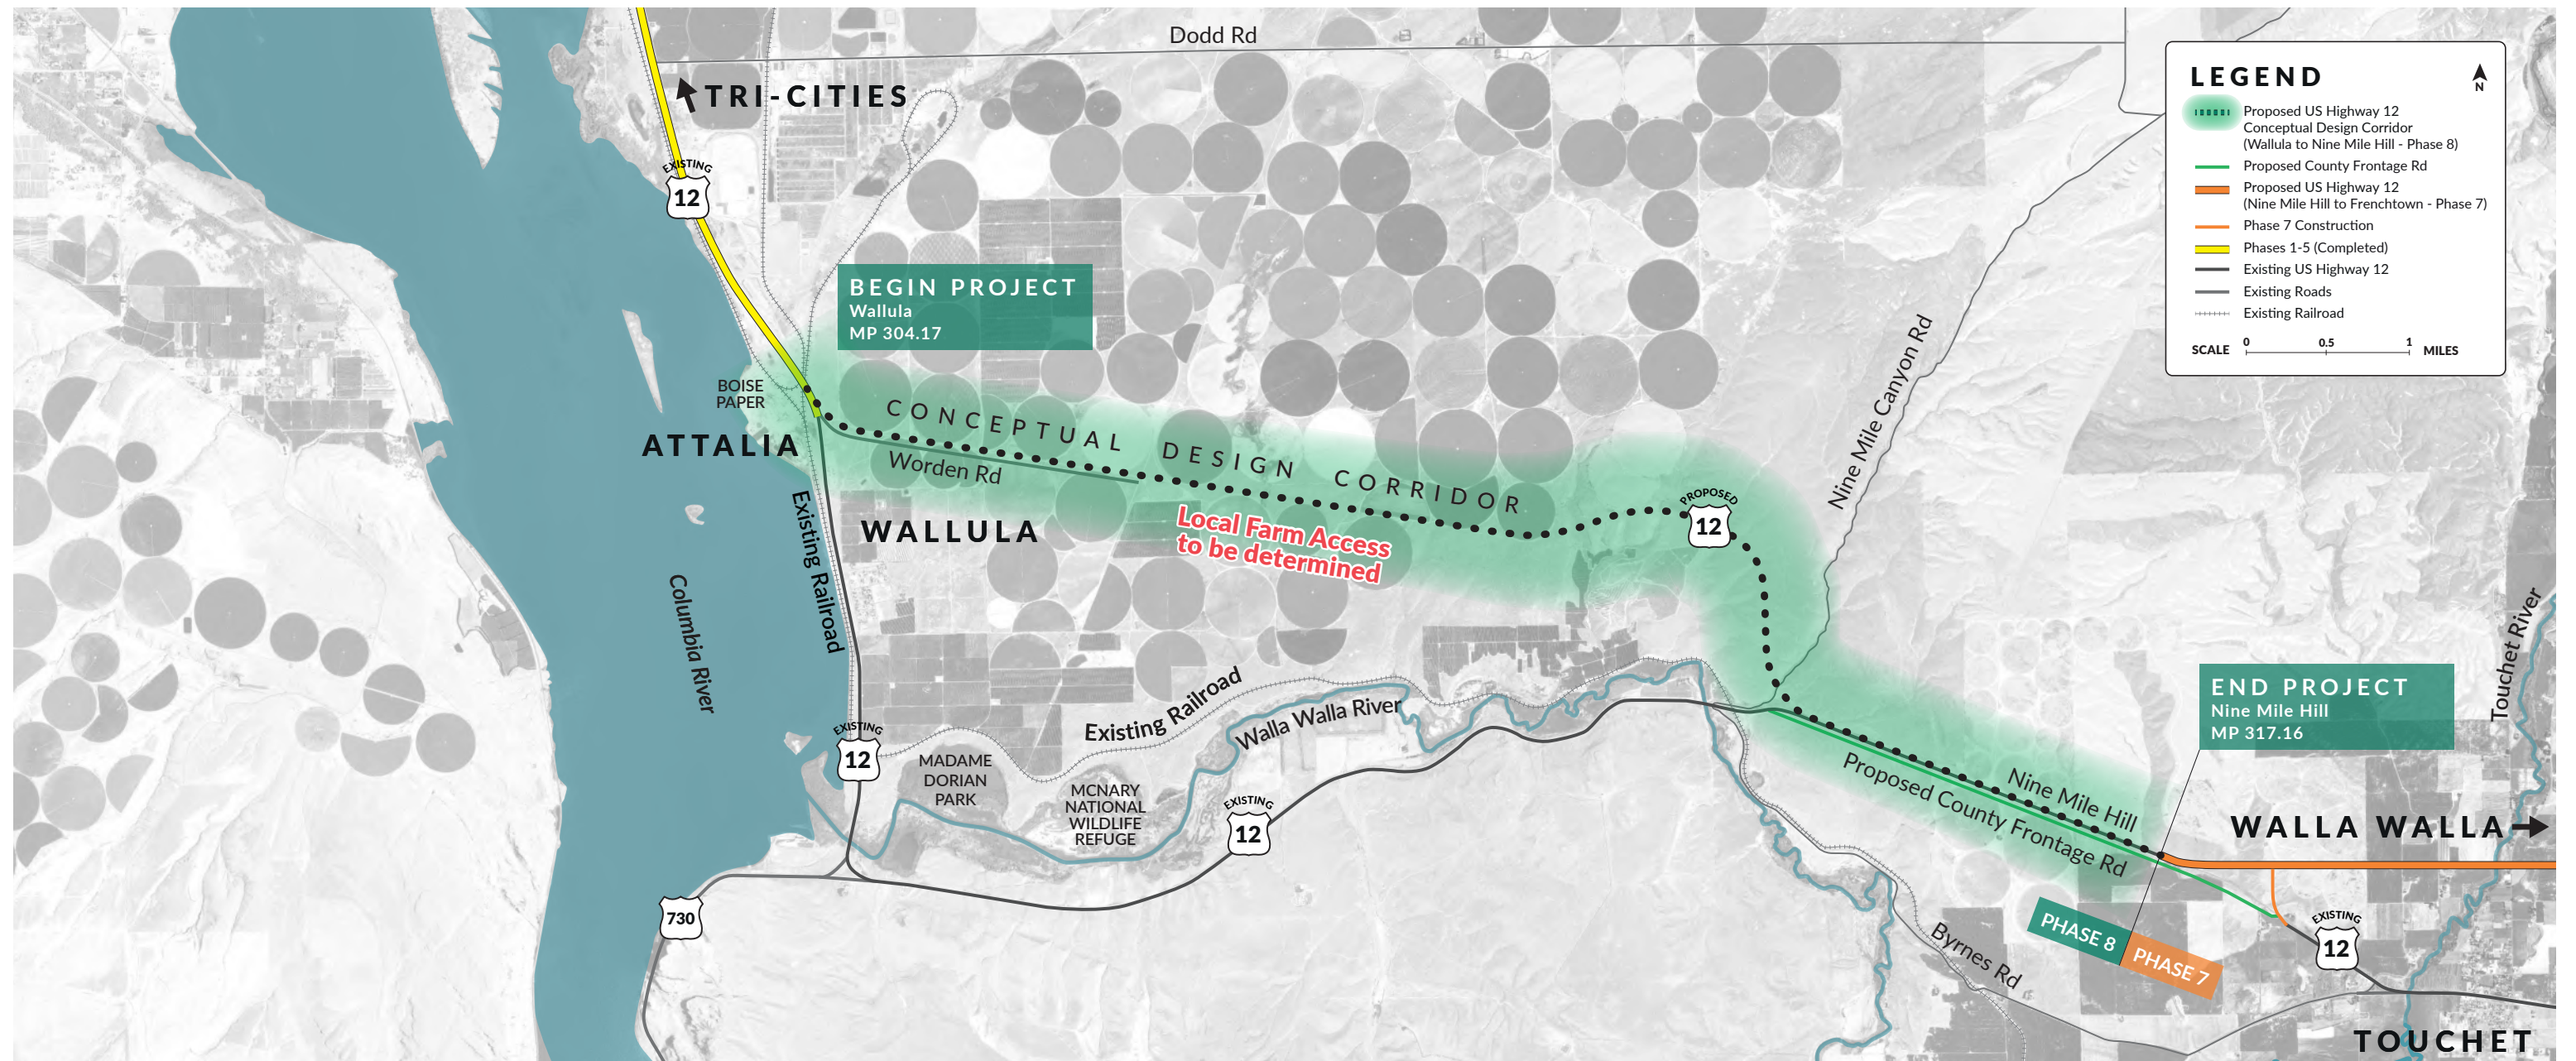 Dodd Rd
TRI-CITIES
EXISTING
12
BEGIN PROJECT
Wallula
MP 304.17
BOISE
PAPER
ATTALIA
CONCEPTUAL DESIGN CORRIDOR
Worden Rd
WALLULA
Local Farm Access
to be determined
PROPOSED
12
Nine Mile Canyon Rd
Existing Railroad
Columbia River
EXISTING
12
Existing Railroad
Walla Walla River
MADAME
DORIAN
PARK
MCNARY
NATIONAL
WILDLIFE
REFUGE
EXISTING
12
730
Nine Mile Hill
Proposed County Frontage Rd
END PROJECT
Nine Mile Hill
MP 317.16
Touchet River
WALLA WALLA
PHASE 8
PHASE 7
EXISTING
12
Byrnes Rd
TOUCHET
LEGEND
N
Proposed US Highway 12
Conceptual Design Corridor
(Wallula to Nine Mile Hill - Phase 8)
Proposed County Frontage Rd
Proposed US Highway 12
(Nine Mile Hill to Frenchtown - Phase 7)
Phase 7 Construction
Phases 1-5 (Completed)
Existing US Highway 12
Existing Roads
Existing Railroad
SCALE 0 0.5 1 MILES